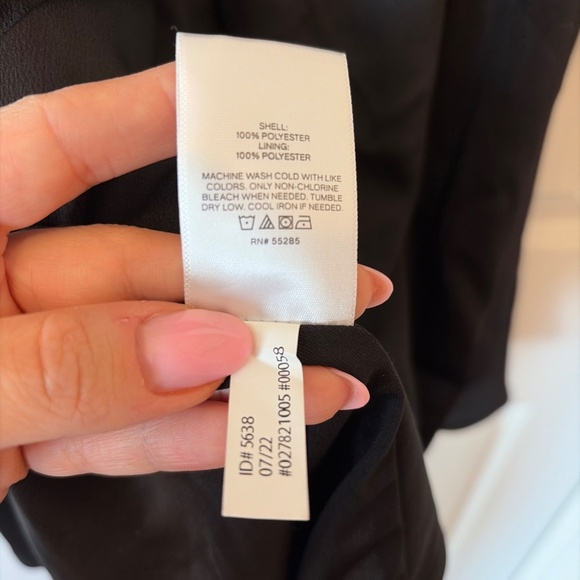 SHELL:
100% POLYESTER
LINING:
100% POLYESTER
MACHINE WASH COLD WITH LIKE
COLORS. ONLY NON-CHLORINE
BLEACH WHEN NEEDED. TUMBLE
DRY LOW. COOL IRON IF NEEDED.
RN# 55285
ID# 5638
07/22
#027821005 #00058